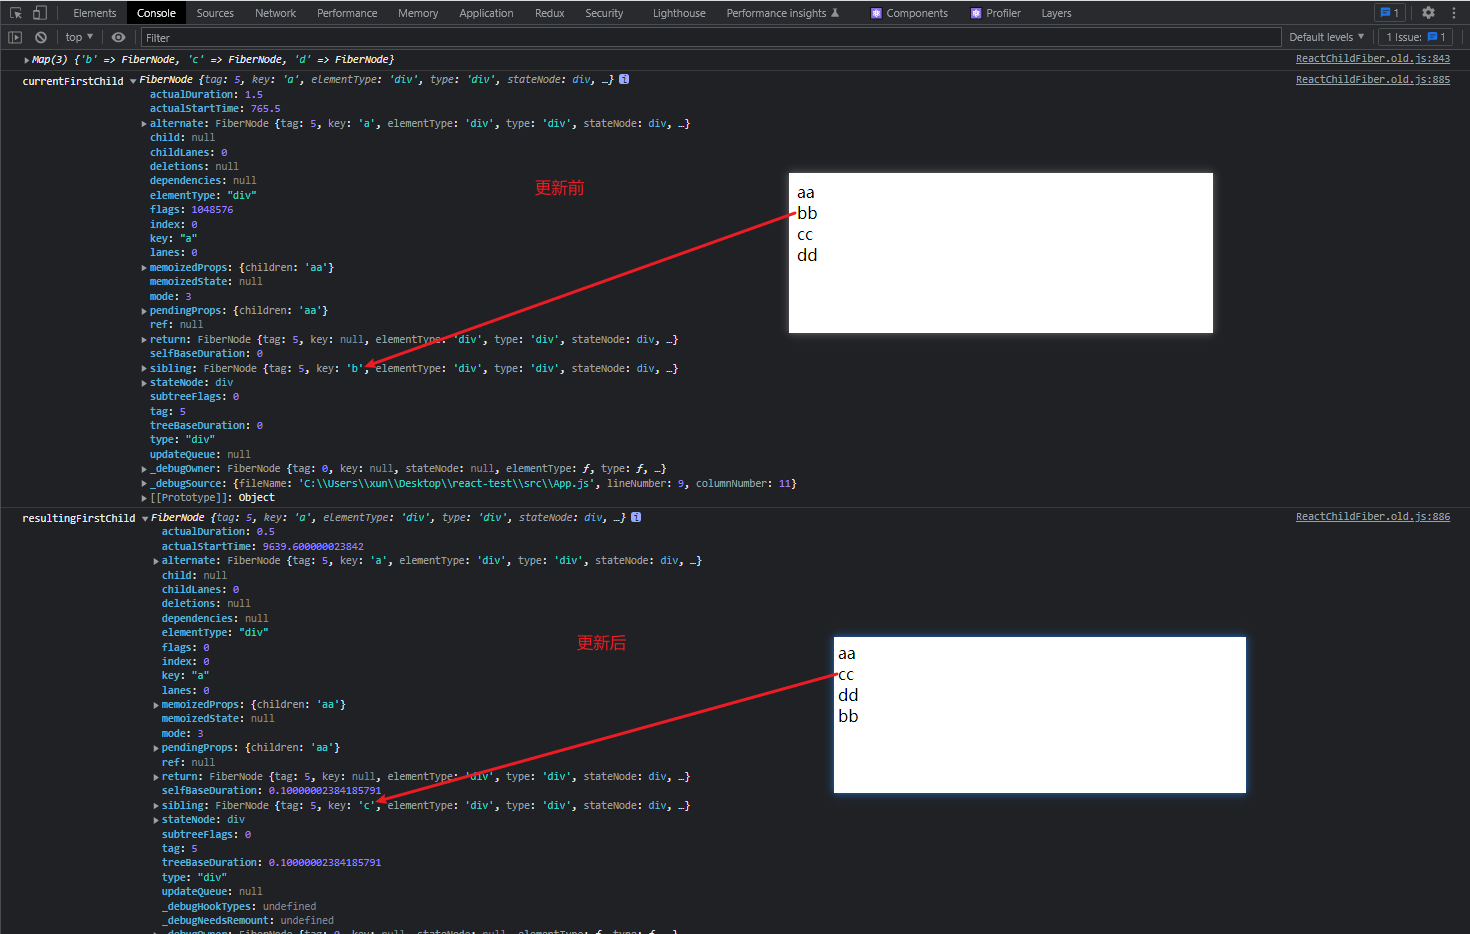 Elements Console Sources Network Performance Memory Application Redux Security Lighthouse Performance insights Components Profiler Layers 1
top Filter Default levels 1 Issue: 1
Map(3) {'b' => FiberNode, 'c' => FiberNode, 'd' => FiberNode} ReactChildFiber.old.js:843
currentFirstChild FiberNode {tag: 5, key: 'a', elementType: 'div', type: 'div', stateNode: div, …} i ReactChildFiber.old.js:885
actualDuration: 1.5
actualStartTime: 765.5
alternate: FiberNode {tag: 5, key: 'a', elementType: 'div', type: 'div', stateNode: div, …}
child: null
childLanes: 0
deletions: null
dependencies: null
elementType: "div"
flags: 1048576
index: 0
key: "a"
lanes: 0
memoizedProps: {children: 'aa'}
memoizedState: null
mode: 3
pendingProps: {children: 'aa'}
ref: null
return: FiberNode {tag: 5, key: null, elementType: 'div', type: 'div', stateNode: div, …}
selfBaseDuration: 0
sibling: FiberNode {tag: 5, key: 'b', elementType: 'div', type: 'div', stateNode: div, …}
stateNode: div
subtreeFlags: 0
tag: 5
treeBaseDuration: 0
type: "div"
updateQueue: null
_debugOwner: FiberNode {tag: 0, key: null, stateNode: null, elementType: ƒ, type: ƒ, …}
_debugSource: {fileName: 'C:\\Users\\xun\\Desktop\\react-test\\src\\App.js', lineNumber: 9, columnNumber: 11}
[[Prototype]]: Object
更新前
aa
bb
cc
dd
resultingFirstChild FiberNode {tag: 5, key: 'a', elementType: 'div', type: 'div', stateNode: div, …} i ReactChildFiber.old.js:886
actualDuration: 0.5
actualStartTime: 9639.600000023842
alternate: FiberNode {tag: 5, key: 'a', elementType: 'div', type: 'div', stateNode: div, …}
child: null
childLanes: 0
deletions: null
dependencies: null
elementType: "div"
flags: 0
index: 0
key: "a"
lanes: 0
memoizedProps: {children: 'aa'}
memoizedState: null
mode: 3
pendingProps: {children: 'aa'}
ref: null
return: FiberNode {tag: 5, key: null, elementType: 'div', type: 'div', stateNode: div, …}
selfBaseDuration: 0.10000002384185791
sibling: FiberNode {tag: 5, key: 'c', elementType: 'div', type: 'div', stateNode: div, …}
stateNode: div
subtreeFlags: 0
tag: 5
treeBaseDuration: 0.10000002384185791
type: "div"
updateQueue: null
_debugHookTypes: undefined
_debugNeedsRemount: undefined
_debugOwner: FiberNode {tag: 0, key: null, stateNode: null, elementType: ƒ, type: ƒ, …}
更新后
aa
cc
dd
bb